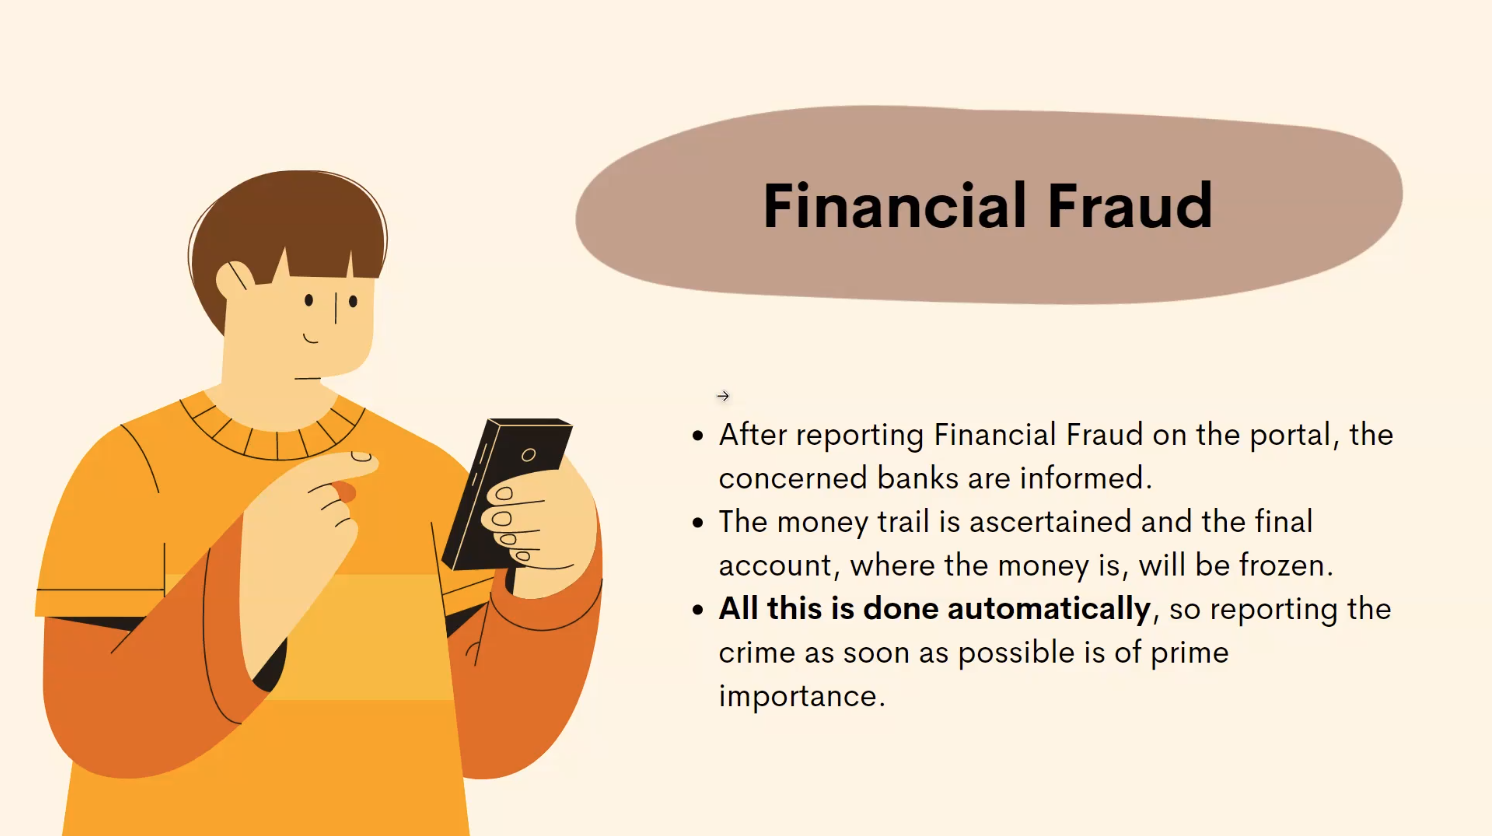 Financial Fraud
→
• After reporting Financial Fraud on the portal, the
concerned banks are informed.
• The money trail is ascertained and the final
account, where the money is, will be frozen.
• All this is done automatically, so reporting the
crime as soon as possible is of prime
importance.